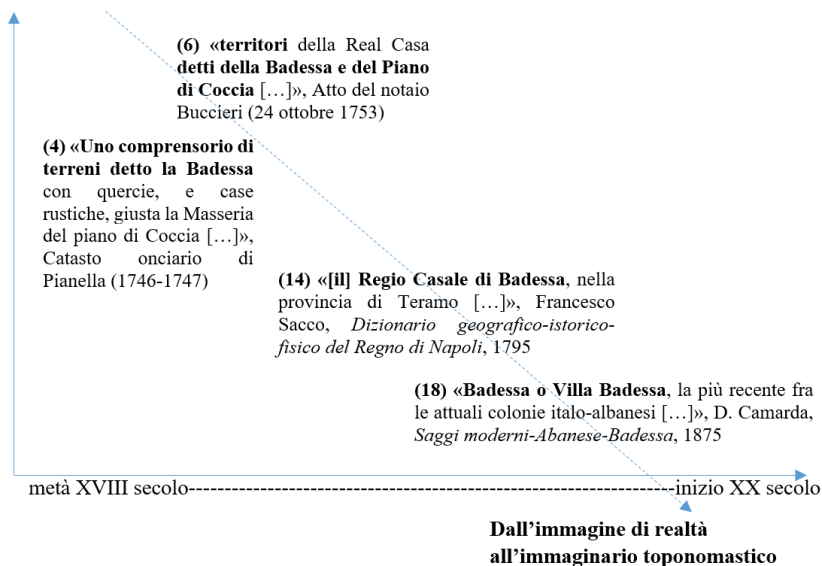 (6) «territori della Real Casa
detti della Badessa e del Piano
di Coccia […]», Atto del notaio
Buccieri (24 ottobre 1753)
(4) «Uno comprensorio di
terreni detto la Badessa
con quercie, e case
rustiche, giusta la Masseria
del piano di Coccia […]»,
Catasto onciario di
Pianella (1746-1747)
(14) «[il] Regio Casale di Badessa, nella
provincia di Teramo […]», Francesco
Sacco, Dizionario geografico-istorico-
fisico del Regno di Napoli, 1795
(18) «Badessa o Villa Badessa, la più recente fra
le attuali colonie italo-albanesi […]», D. Camarda,
Saggi moderni-Abanese-Badessa, 1875
metà XVIII secolo-----------------------------------------------------------inizio XX secolo
Dall’immagine di realtà
all’immaginario toponomastico